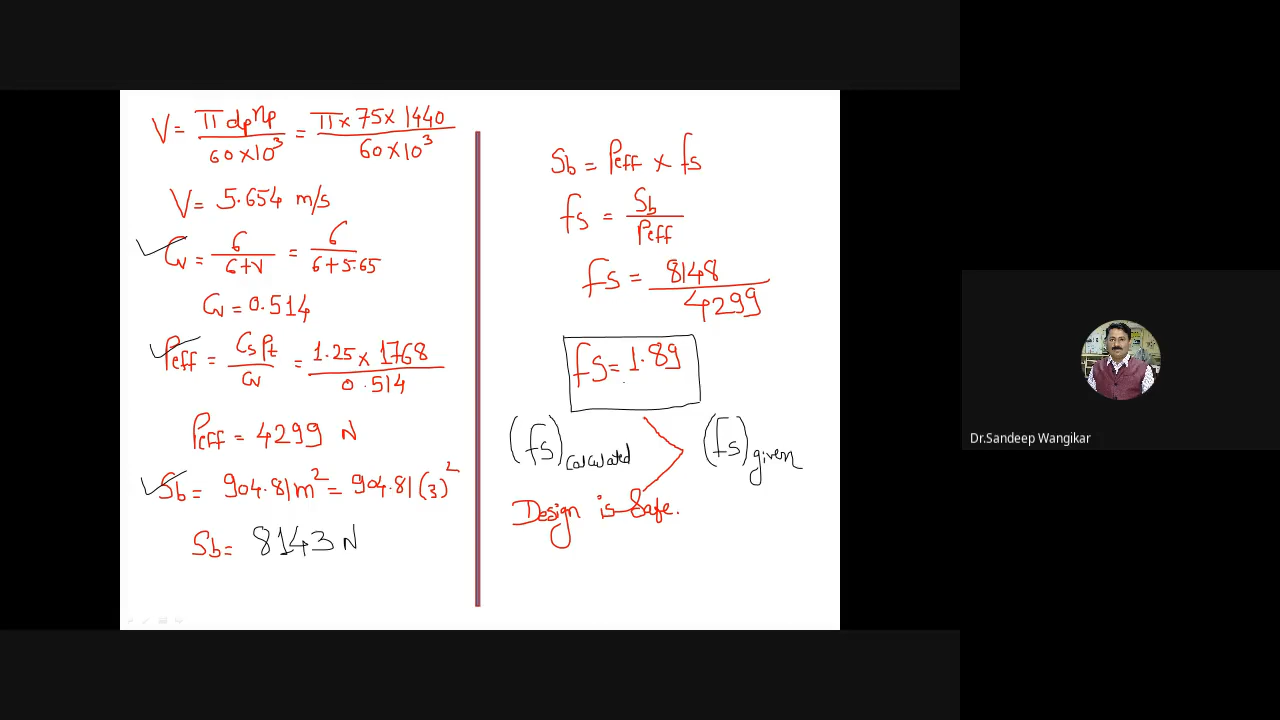 V = π dp np / 60×10³ = π × 75 × 1440 / 60×10³
V = 5.654 m/s
Cv = 6 / 6+V = 6 / 6+5.65
Cv = 0.514
Peff = Cs Pt / Cv = 1.25 × 1768 / 0.514
Peff = 4299 N
Sb = 904.81m² = 904.81(3)²
Sb = 8143 N
Sb = Peff × fs
fs = Sb / Peff
fs = 8148 / 4299
fs = 1.89
(fs)calculated > (fs)given
Design is Safe.
Dr.Sandeep Wangikar